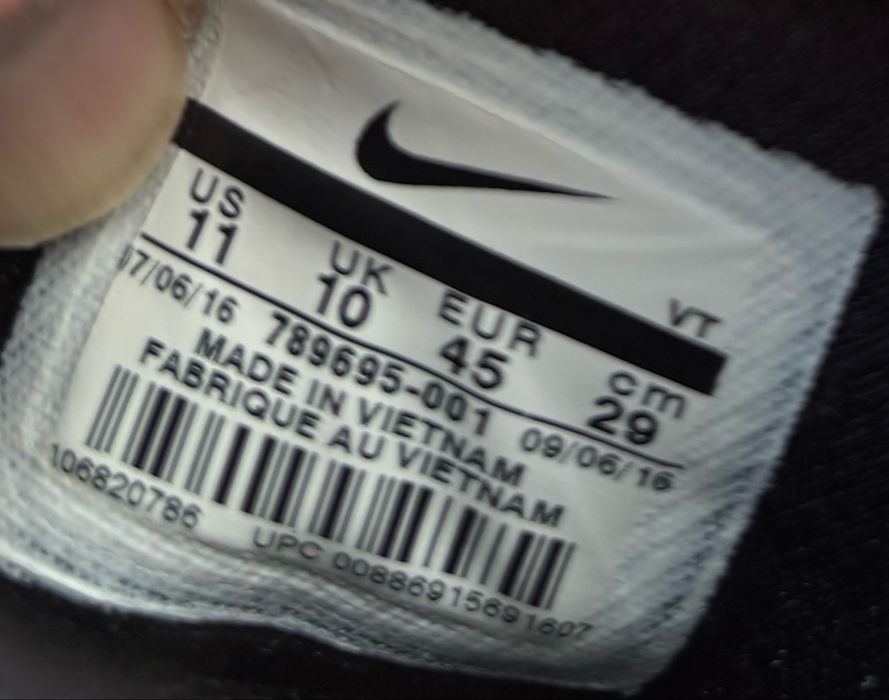 VT
US UK EUR cm
11 10 45 29
07/06/16 789695-001 09/06/16
MADE IN VIETNAM
FABRIQUE AU VIETNAM
106820786 UPC 00886915691607